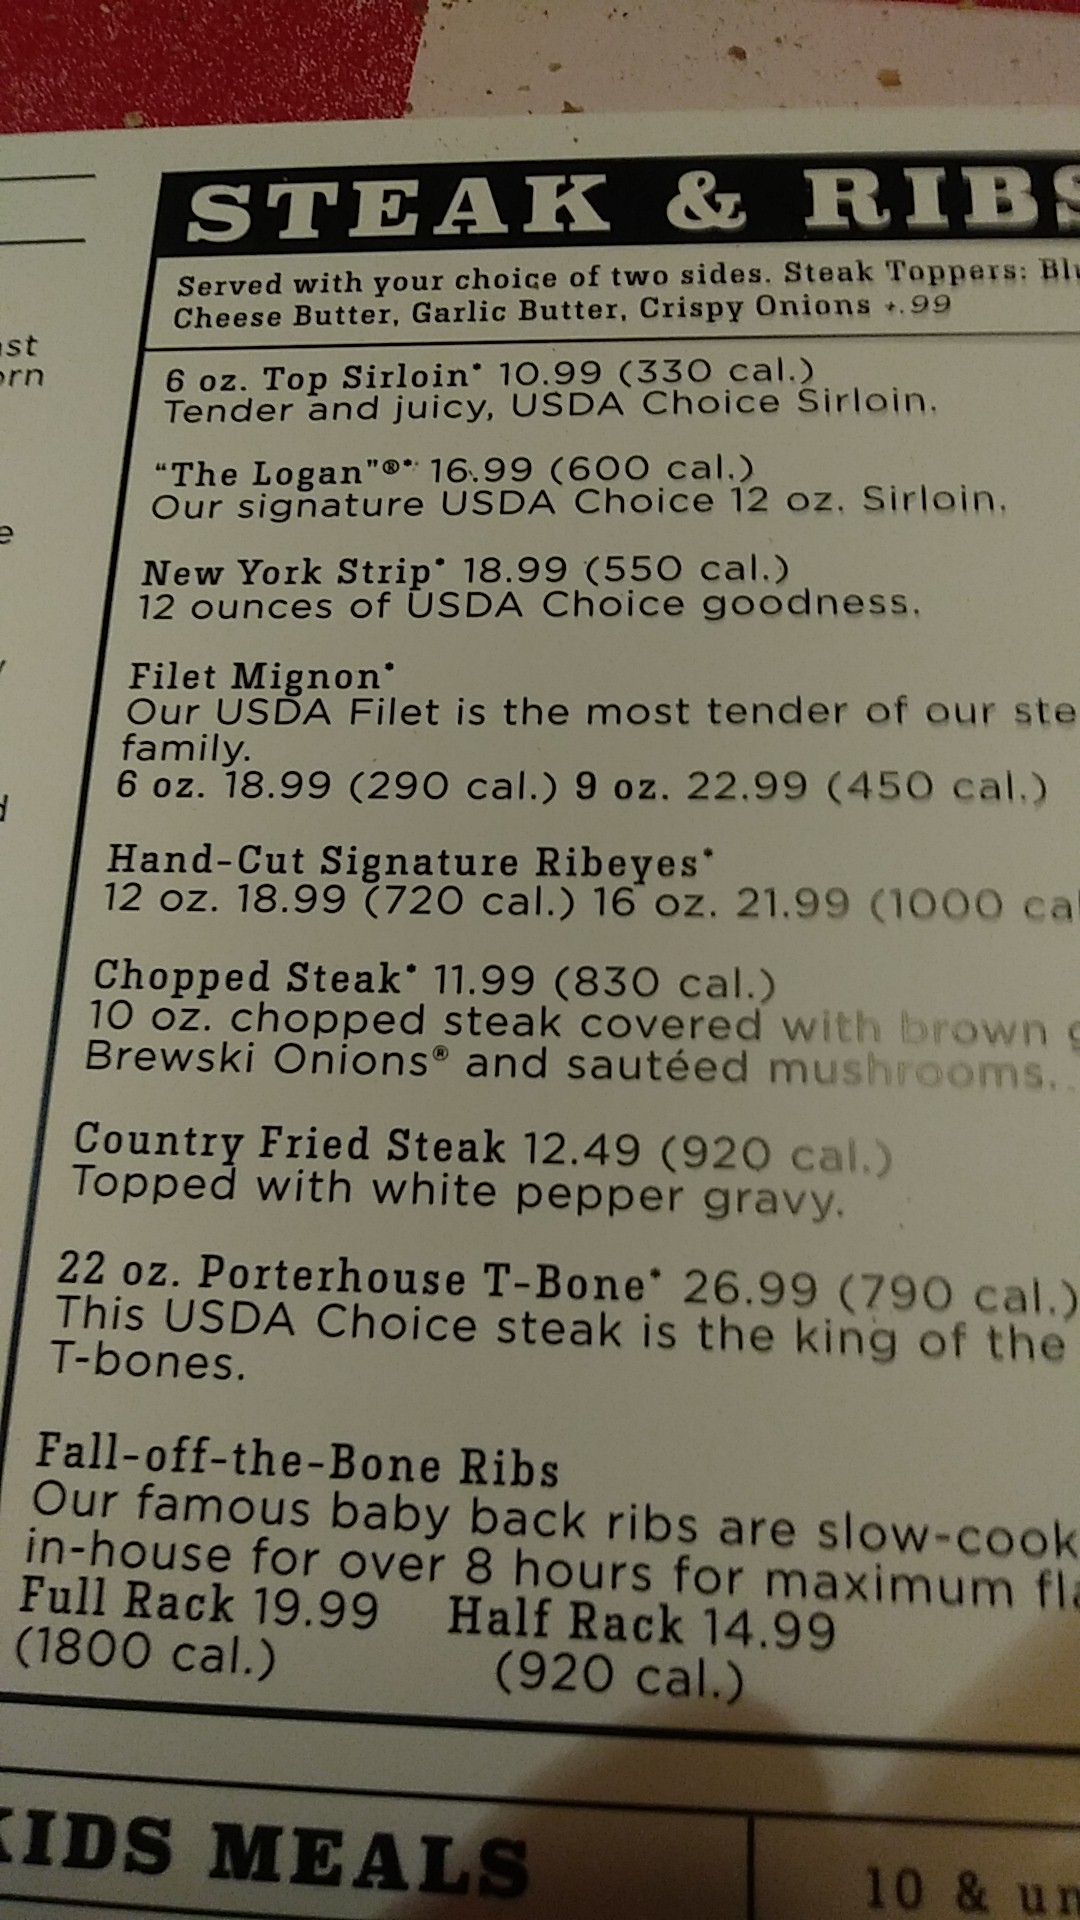 STEAK & RIBS
Served with your choice of two sides. Steak Toppers:
Cheese Butter, Garlic Butter, Crispy Onions +.99
6 oz. Top Sirloin* 10.99 (330 cal.)
Tender and juicy, USDA Choice Sirloin.
"The Logan"®* 16.99 (600 cal.)
Our signature USDA Choice 12 oz. Sirloin.
New York Strip* 18.99 (550 cal.)
12 ounces of USDA Choice goodness.
Filet Mignon*
Our USDA Filet is the most tender of our
family.
6 oz. 18.99 (290 cal.) 9 oz. 22.99 (450 cal.)
Hand-Cut Signature Ribeyes*
12 oz. 18.99 (720 cal.) 16 oz. 21.99 (1000 cal
Chopped Steak* 11.99 (830 cal.)
10 oz. chopped steak covered with brown
Brewski Onions® and sautéed mushrooms.
Country Fried Steak 12.49 (920 cal.)
Topped with white pepper gravy.
22 oz. Porterhouse T-Bone* 26.99 (790 cal.)
This USDA Choice steak is the king of the
T-bones.
Fall-off-the-Bone Ribs
Our famous baby back ribs are slow-cook
in-house for over 8 hours for maximum
Full Rack 19.99 Half Rack 14.99
(1800 cal.) (920 cal.)
KIDS MEALS
10 & un